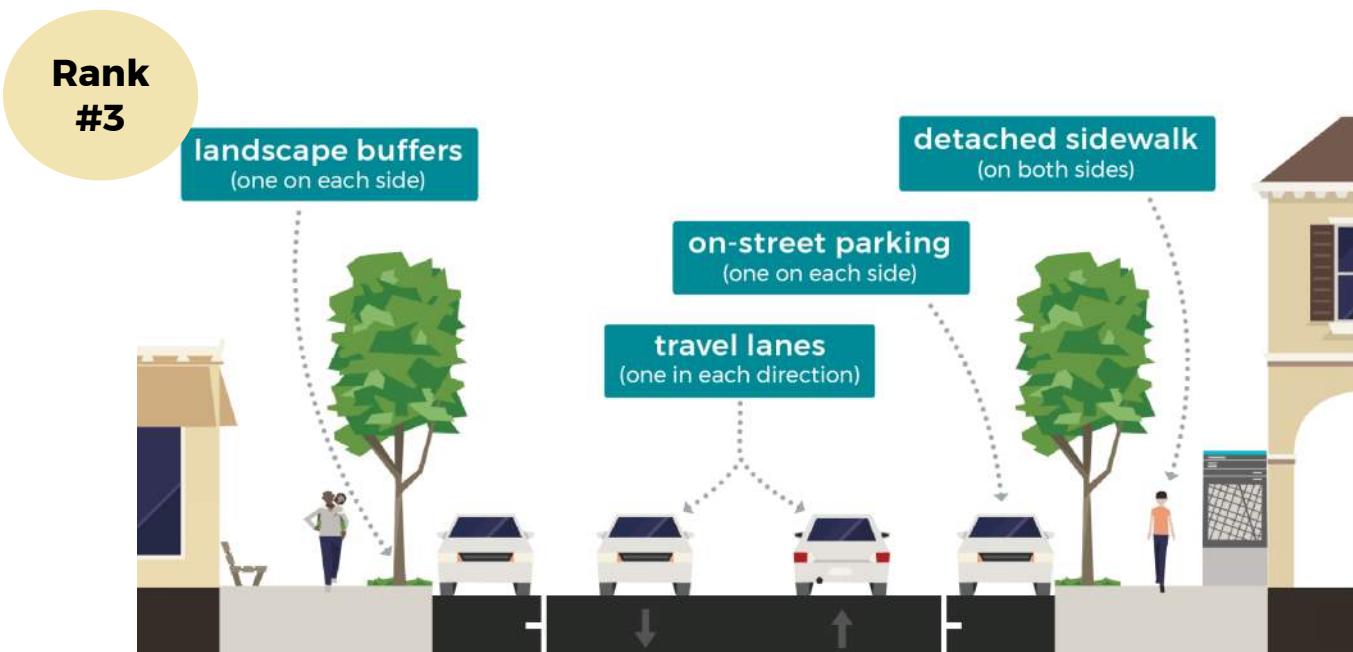 Rank
#3
landscape buffers
(one on each side)
detached sidewalk
(on both sides)
on-street parking
(one on each side)
travel lanes
(one in each direction)